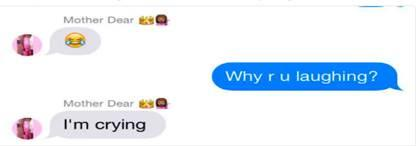 Mother Dear 👑👩🏾‍🎓
😂
Why r u laughing?
Mother Dear 👑👩🏾‍🎓
I'm crying